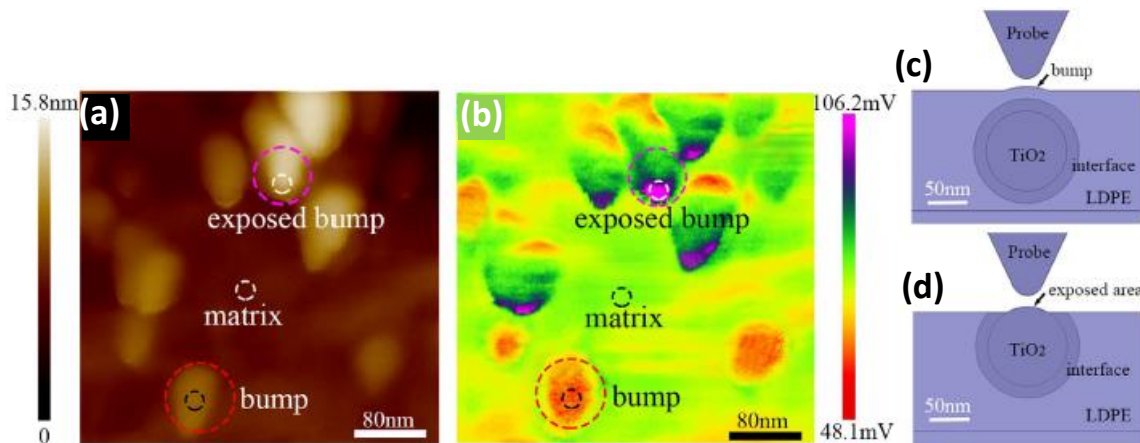 15.8nm
0
(a)
exposed bump
matrix
bump
80nm
(b)
exposed bump
matrix
bump
80nm
106.2mV
48.1mV
(c)
Probe
bump
TiO2
interface
LDPE
50nm
(d)
Probe
exposed area
TiO2
interface
LDPE
50nm